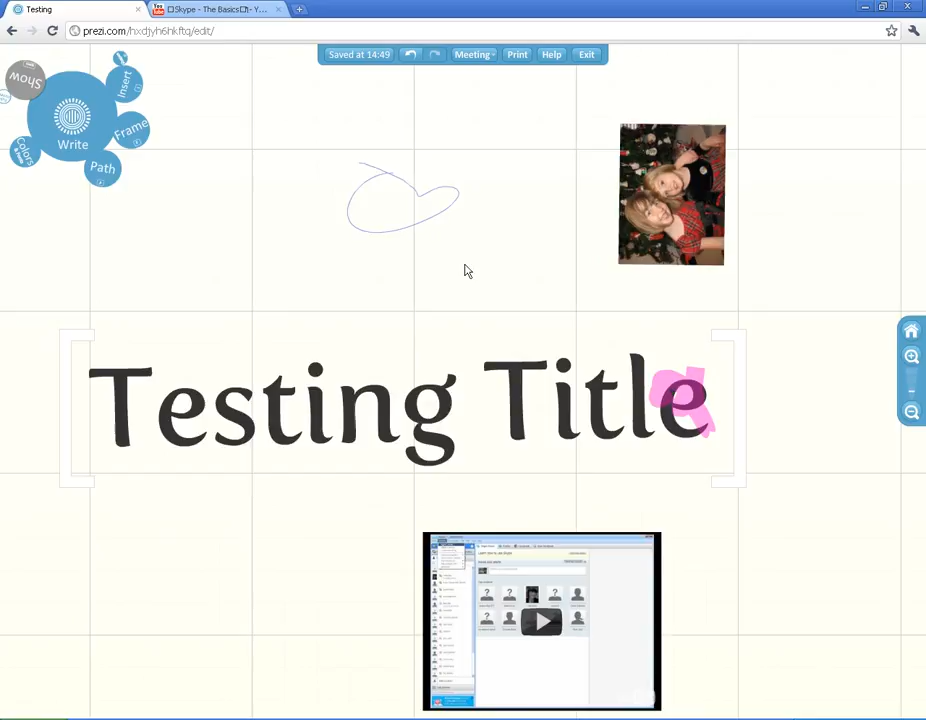 Testing
Skype - The Basics - Y...
prezi.com/hxdjyh6hkftq/edit/
Saved at 14:49
Meeting
Print
Help
Exit
Show
Insert
Write
Frame
Colors
Path
Testing Title